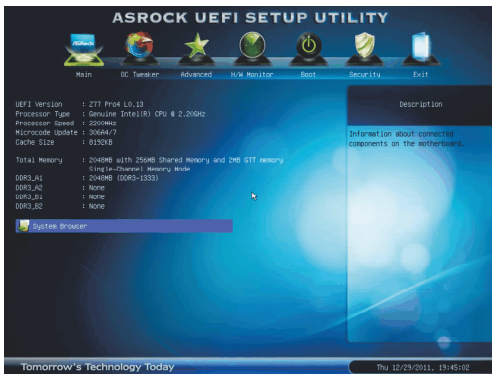 ASROCK UEFI SETUP UTILITY
ASRock
Main OC Tweaker Advanced H/W Monitor Boot Security Exit
UEFI Version : Z77 Pro4 L0.13
Processor Type : Genuine Intel(R) CPU @ 2.20GHz
Processor Speed : 2200MHz
Microcode Update : 306A4/7
Cache Size : 8192KB
Total Memory : 2048MB with 256MB Shared Memory and 2MB GTT memory
Single-Channel Memory Mode
DDR3_A1 : 2048MB (DDR3-1333)
DDR3_A2 : None
DDR3_B1 : None
DDR3_B2 : None
System Browser
Description
Information about connected
components on the motherboard.
Tomorrow's Technology Today
Thu 12/29/2011, 19:45:02